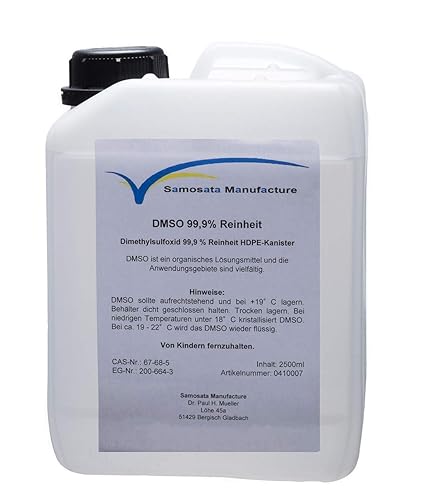 Samosata Manufacture
DMSO 99,9% Reinheit
Dimethylsulfoxid 99,9 % Reinheit HDPE-Kanister
DMSO ist ein organisches Lösungsmittel und die
Anwendungsgebiete sind vielfältig.
Hinweise:
DMSO sollte aufrechtstehend und bei +19° C lagern.
Behälter dicht geschlossen halten. Trocken lagern. Bei
niedrigen Temperaturen unter 18° C kristallisiert DMSO.
Bei ca. 19 - 22° C wird das DMSO wieder flüssig.
Von Kindern fernzuhalten.
CAS-Nr.: 67-68-5 Inhalt: 2500ml
EG-Nr.: 200-664-3 Artikelnummer: 0410007
Samosata Manufacture
Dr. Paul H. Mueller
Löhe 45a
51429 Bergisch Gladbach